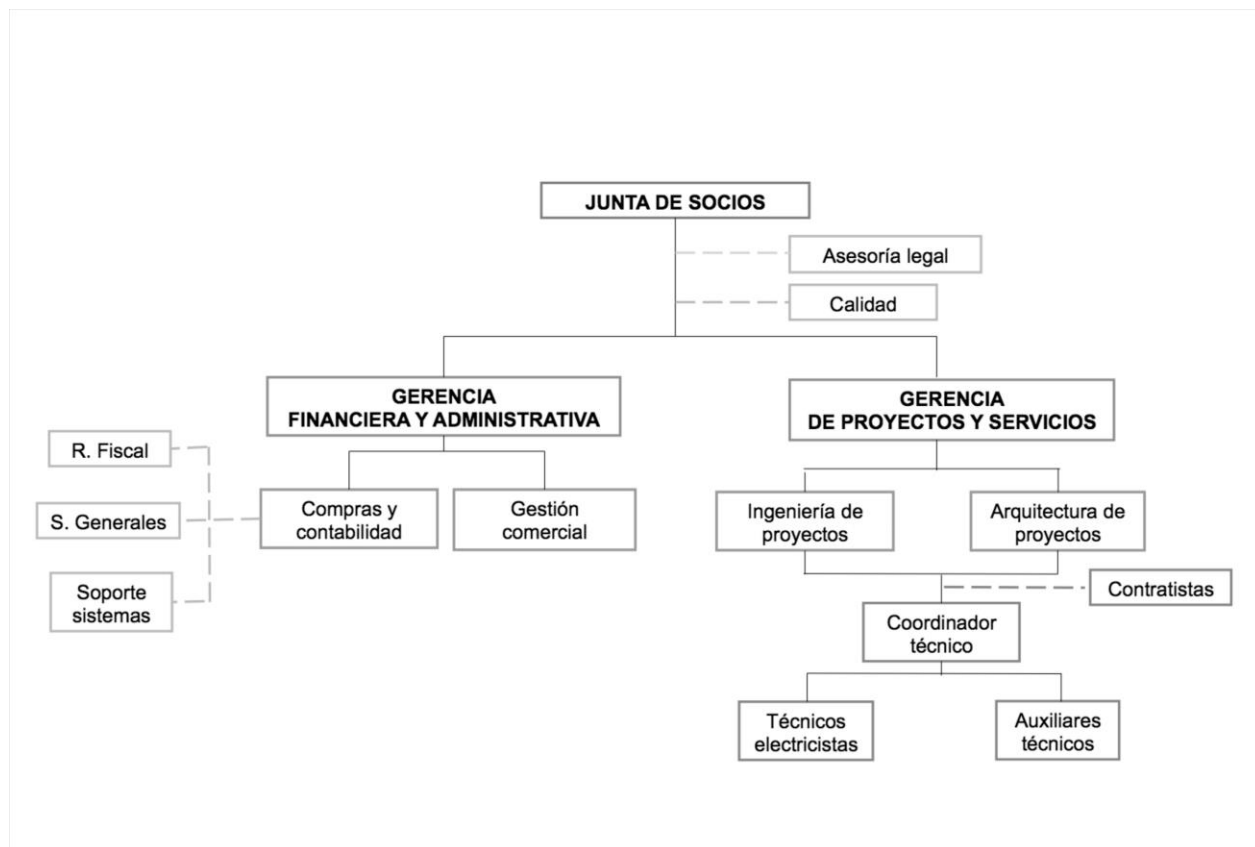 JUNTA DE SOCIOS
Asesoría legal
Calidad
GERENCIA
FINANCIERA Y ADMINISTRATIVA
GERENCIA
DE PROYECTOS Y SERVICIOS
R. Fiscal
S. Generales
Soporte
sistemas
Compras y
contabilidad
Gestión
comercial
Ingeniería de
proyectos
Arquitectura de
proyectos
Contratistas
Coordinador
técnico
Técnicos
electricistas
Auxiliares
técnicos